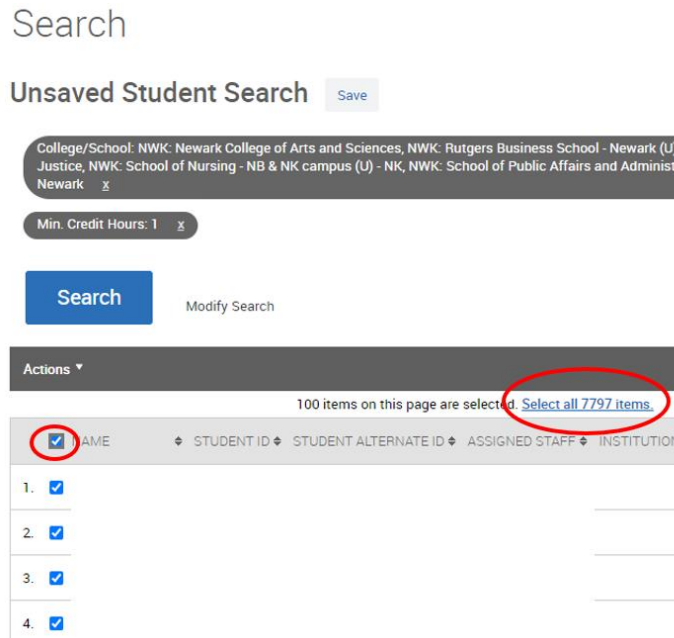 Search
Unsaved Student Search Save
College/School: NWK: Newark College of Arts and Sciences, NWK: Rutgers Business School - Newark (U)
Justice, NWK: School of Nursing - NB & NK campus (U) - NK, NWK: School of Public Affairs and Administ
Newark x
Min. Credit Hours: 1 x
Search Modify Search
Actions
100 items on this page are selected. Select all 7797 items.
NAME STUDENT ID STUDENT ALTERNATE ID ASSIGNED STAFF INSTITUTION
1.
2.
3.
4.